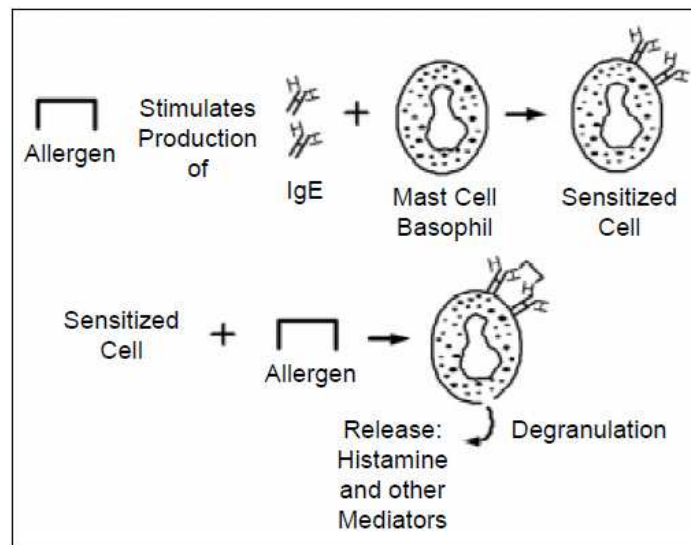 Allergen
Stimulates
Production
of
IgE
+
Mast Cell
Basophil
Sensitized
Cell
Sensitized
Cell
+
Allergen
Release:
Histamine
and other
Mediators
Degranulation